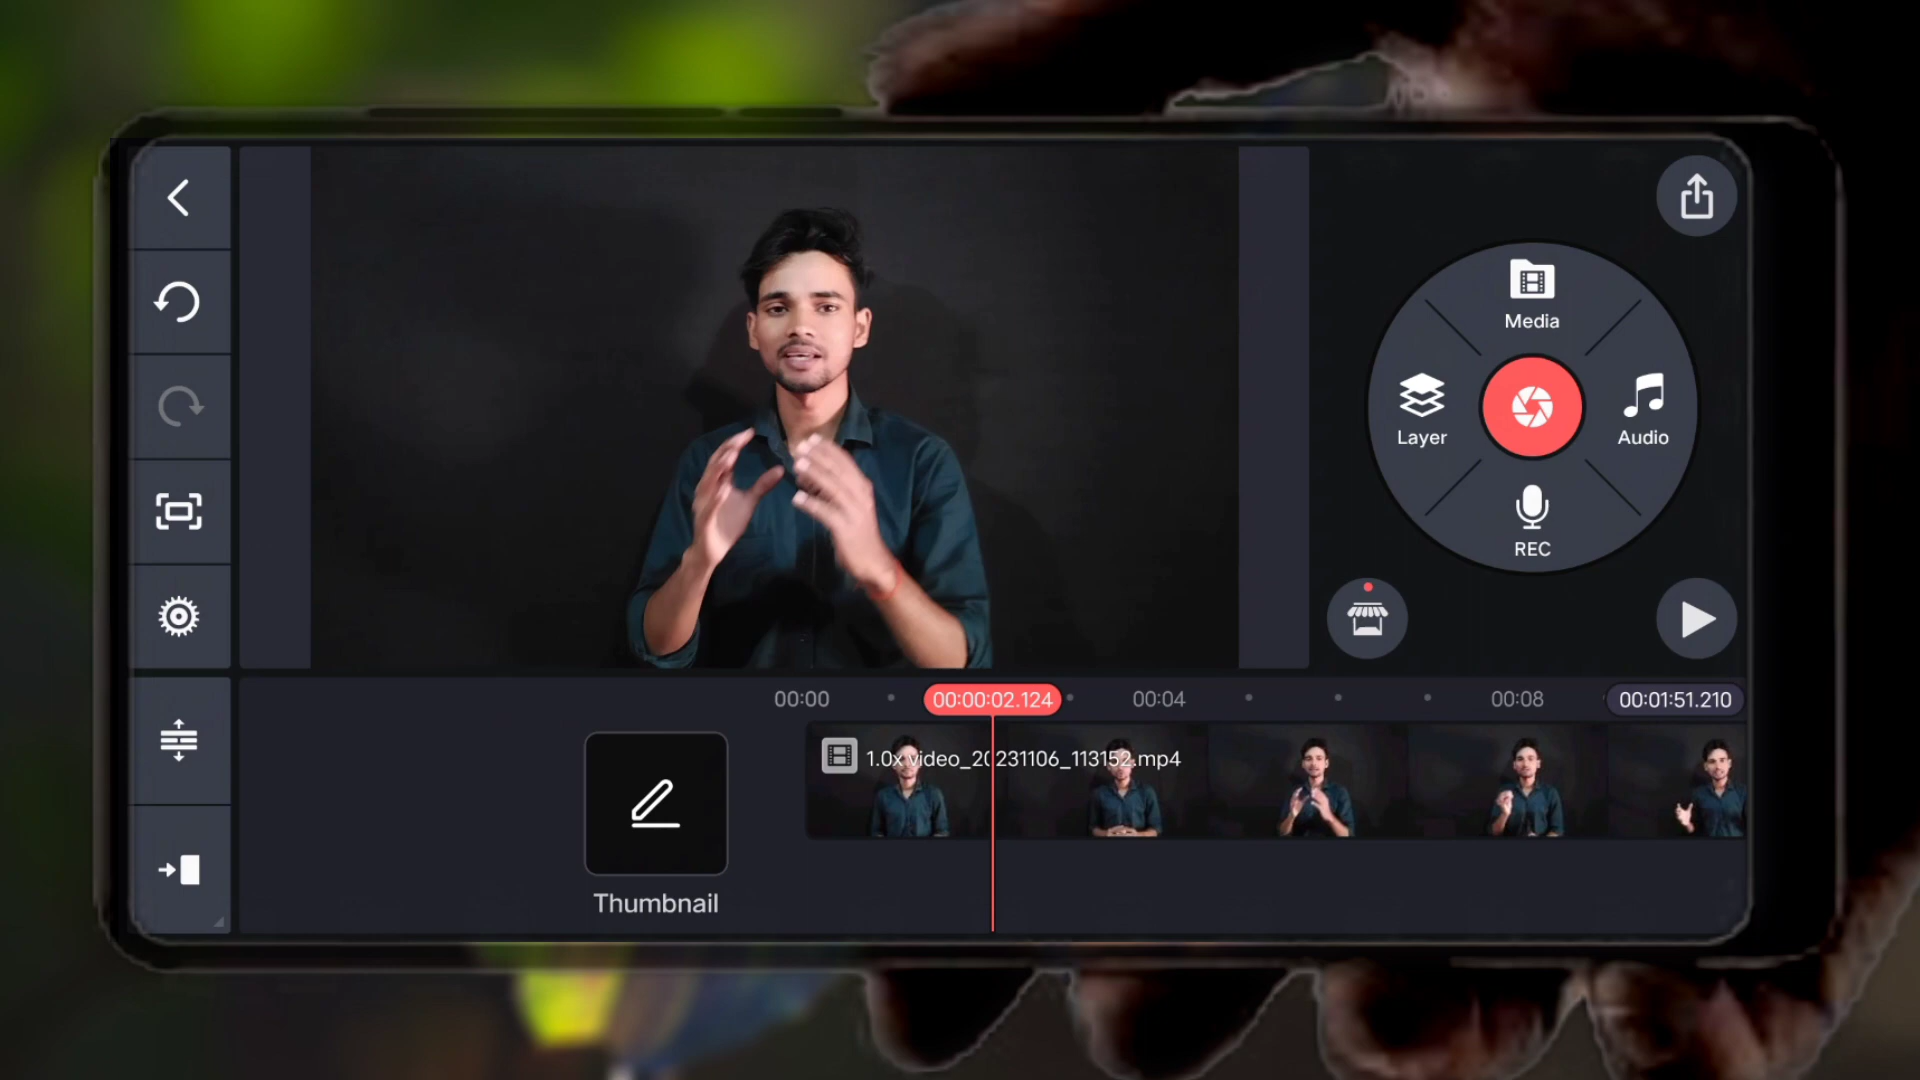 Media
Layer
Audio
REC
00:00
00:00:02.124
00:04
00:08
00:01:51.210
1.0x video_20231106_113152.mp4
Thumbnail